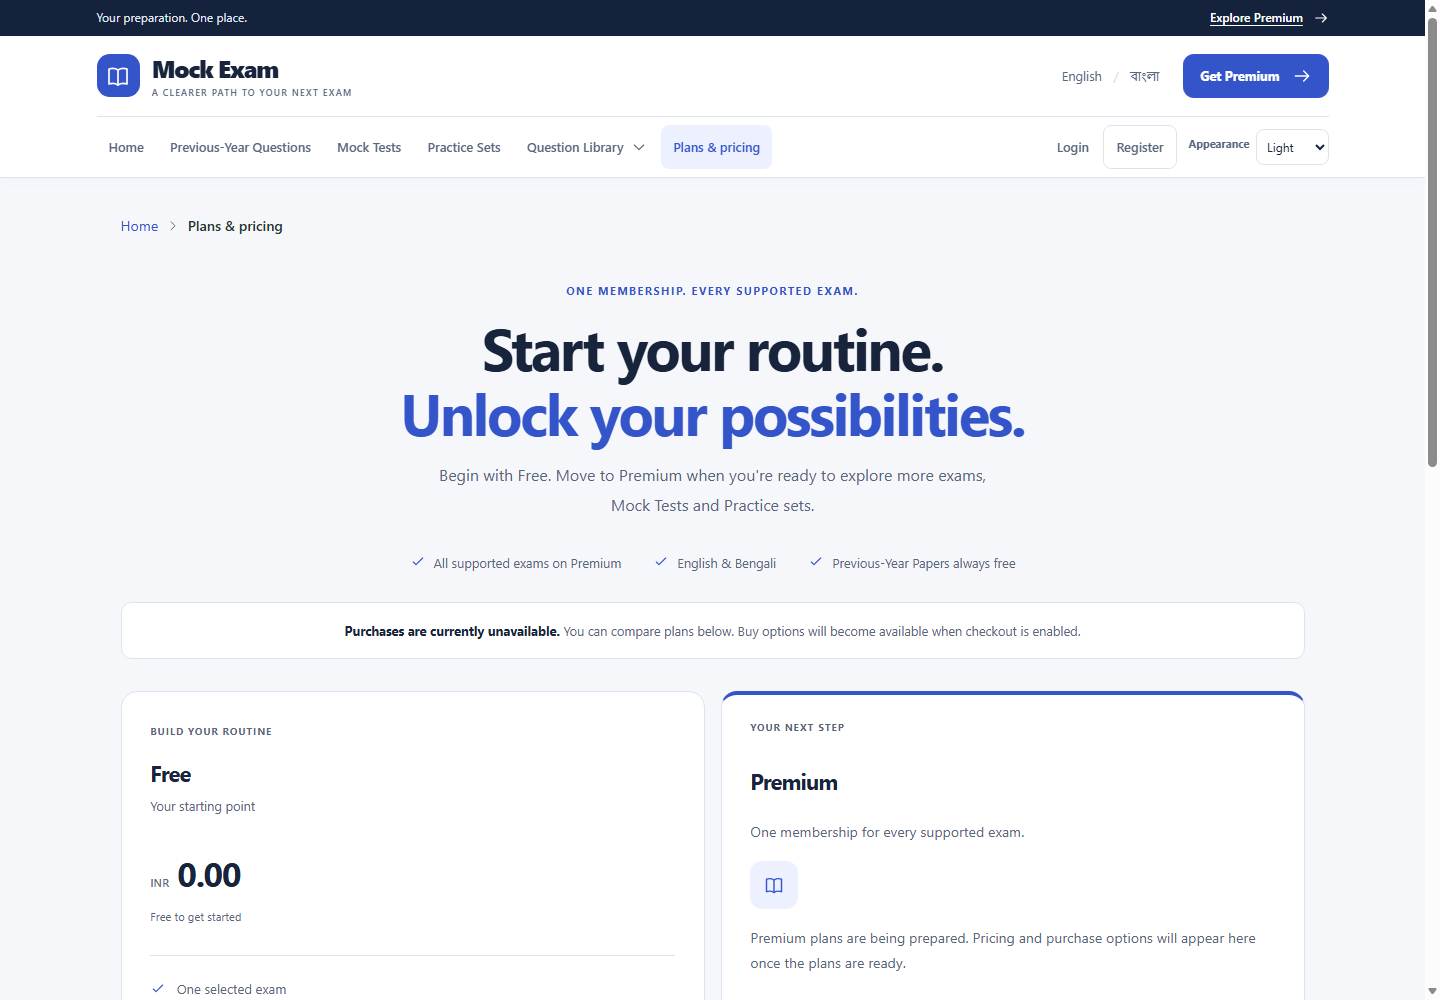 Your preparation. One place.
Explore Premium
Mock Exam
A CLEARER PATH TO YOUR NEXT EXAM
English / বাংলা
Get Premium
Home
Previous-Year Questions
Mock Tests
Practice Sets
Question Library
Plans & pricing
Login
Register
Appearance
Light
Home
Plans & pricing
ONE MEMBERSHIP. EVERY SUPPORTED EXAM.
Start your routine.
Unlock your possibilities.
Begin with Free. Move to Premium when you're ready to explore more exams,
Mock Tests and Practice sets.
All supported exams on Premium
English & Bengali
Previous-Year Papers always free
Purchases are currently unavailable. You can compare plans below. Buy options will become available when checkout is enabled.
BUILD YOUR ROUTINE
Free
Your starting point
INR 0.00
Free to get started
One selected exam
YOUR NEXT STEP
Premium
One membership for every supported exam.
Premium plans are being prepared. Pricing and purchase options will appear here
once the plans are ready.